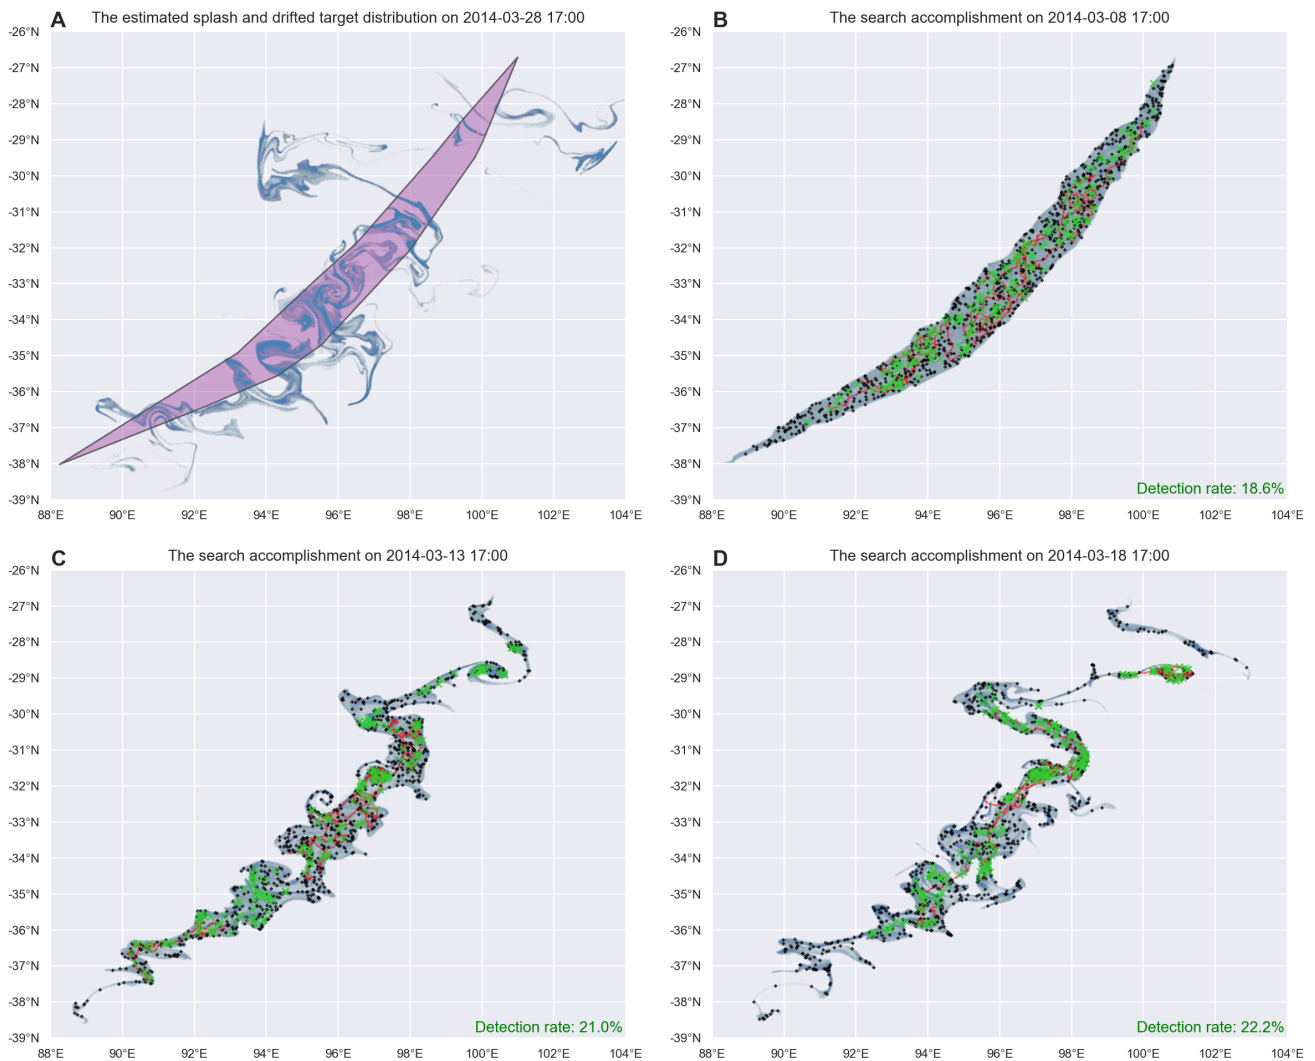 A The estimated splash and drifted target distribution on 2014-03-28 17:00
-26°N
-27°N
-28°N
-29°N
-30°N
-31°N
-32°N
-33°N
-34°N
-35°N
-36°N
-37°N
-38°N
-39°N
88°E 90°E 92°E 94°E 96°E 98°E 100°E 102°E 104°E
B The search accomplishment on 2014-03-08 17:00
-26°N
-27°N
-28°N
-29°N
-30°N
-31°N
-32°N
-33°N
-34°N
-35°N
-36°N
-37°N
-38°N
-39°N
Detection rate: 18.6%
88°E 90°E 92°E 94°E 96°E 98°E 100°E 102°E 104°E
C The search accomplishment on 2014-03-13 17:00
-26°N
-27°N
-28°N
-29°N
-30°N
-31°N
-32°N
-33°N
-34°N
-35°N
-36°N
-37°N
-38°N
-39°N
Detection rate: 21.0%
88°E 90°E 92°E 94°E 96°E 98°E 100°E 102°E 104°E
D The search accomplishment on 2014-03-18 17:00
-26°N
-27°N
-28°N
-29°N
-30°N
-31°N
-32°N
-33°N
-34°N
-35°N
-36°N
-37°N
-38°N
-39°N
Detection rate: 22.2%
88°E 90°E 92°E 94°E 96°E 98°E 100°E 102°E 104°E